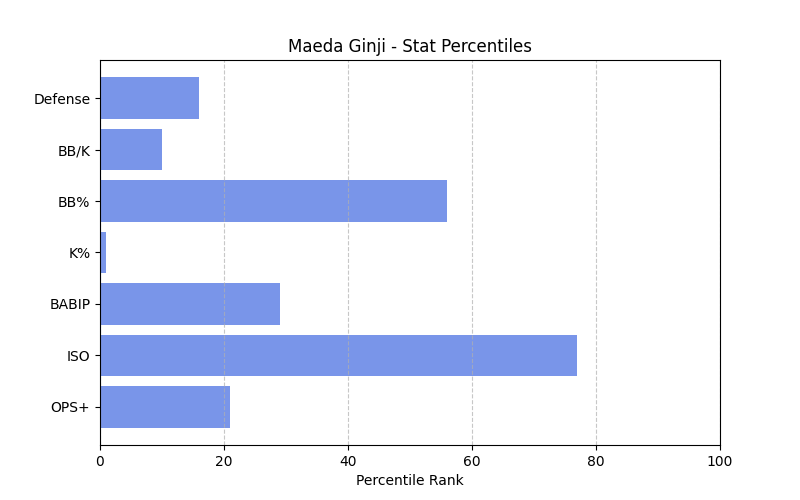 Maeda Ginji - Stat Percentiles
Defense
BB/K
BB%
K%
BABIP
ISO
OPS+
0 20 40 60 80 100
Percentile Rank